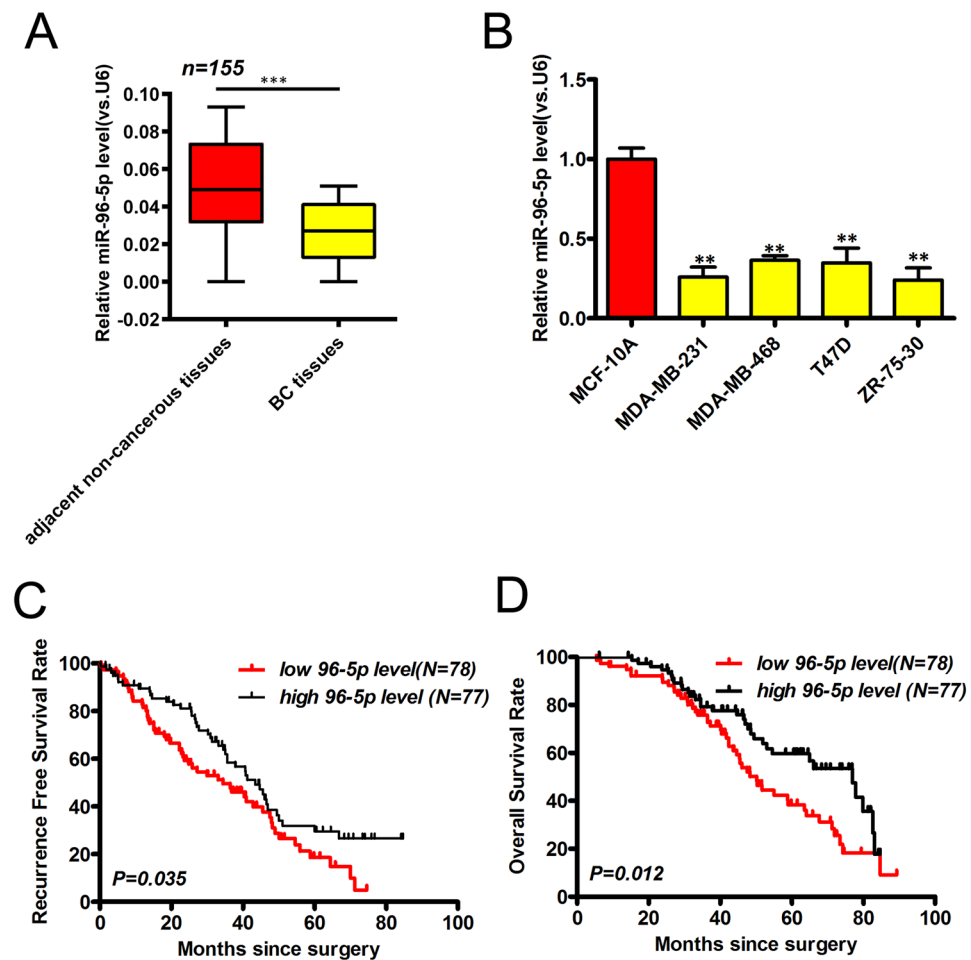 A
n=155
***
Relative miR-96-5p level(vs.U6)
0.10
0.08
0.06
0.04
0.02
0.00
-0.02
adjacent non-cancerous tissues
BC tissues
B
Relative miR-96-5p level(vs.U6)
1.5
1.0
0.5
0.0
**
**
**
**
MCF-10A
MDA-MB-231
MDA-MB-468
T47D
ZR-75-30
C
Recurrence Free Survival Rate
100
80
60
40
20
0
low 96-5p level(N=78)
high 96-5p level (N=77)
P=0.035
0 20 40 60 80 100
Months since surgery
D
Overall Survival Rate
100
80
60
40
20
0
low 96-5p level(N=78)
high 96-5p level (N=77)
P=0.012
0 20 40 60 80 100
Months since surgery